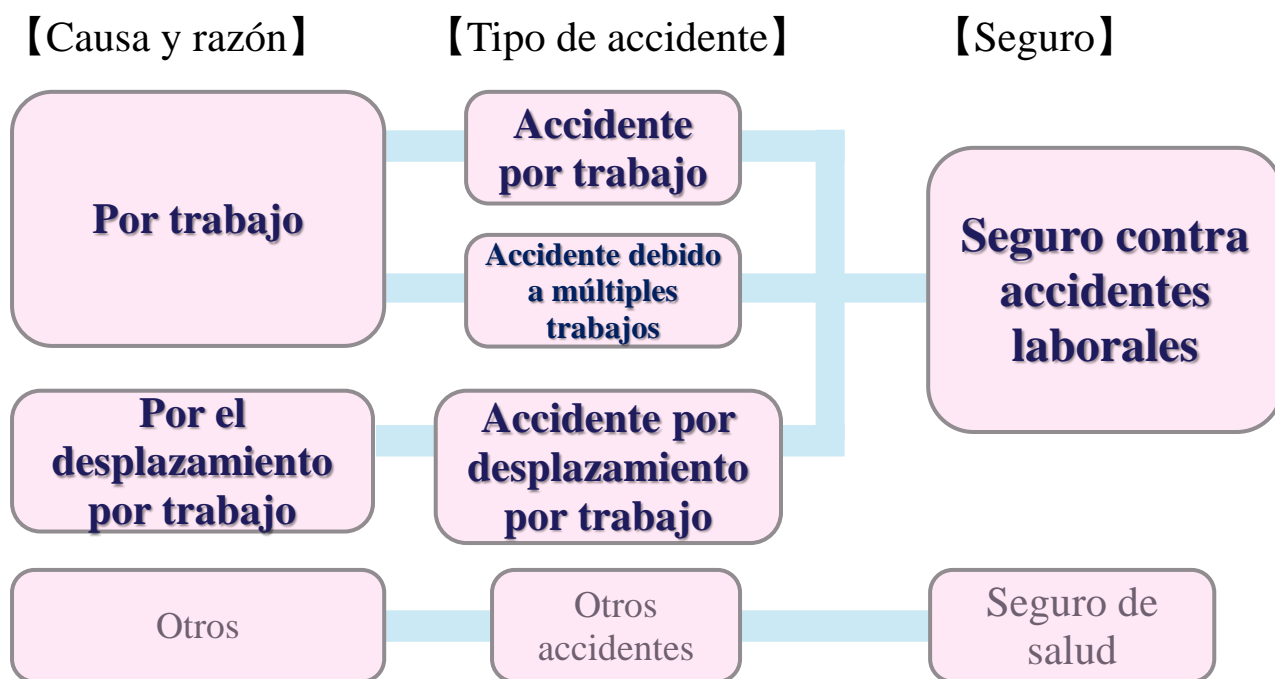 【Causa y razón】
【Tipo de accidente】
【Seguro】
Por trabajo
Accidente
por trabajo
Accidente debido
a múltiples
trabajos
Seguro contra
accidentes
laborales
Por el
desplazamiento
por trabajo
Accidente por
desplazamiento
por trabajo
Otros
Otros
accidentes
Seguro de
salud